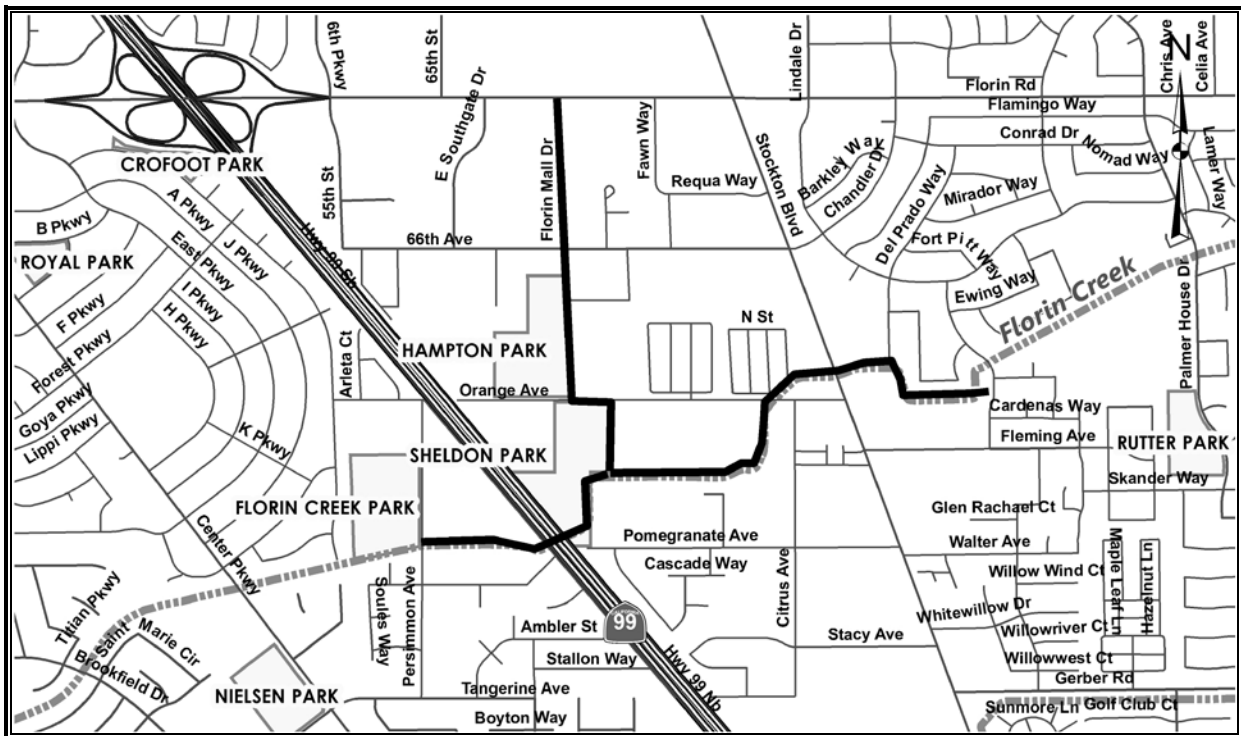 6th Pkwy
65th St
Lindale Dr
Chris Ave
Celia Ave
N
Florin Rd
Flamingo Way
Conrad Dr
Nomad Way
Lamer Way
E Southgate Dr
Florin Mall Dr
Fawn Way
Stockton Blvd
Barkley Way
Chandler Dr
CROFOOT PARK
55th St
Requa Way
Mirador Way
Del Prado Way
A Pkwy
B Pkwy
J Pkwy
East Pkwy
Hwy 99 Sb
66th Ave
Fort Pitt Way
ROYAL PARK
I Pkwy
H Pkwy
F Pkwy
Ewing Way
Florin Creek
Palmer House Dr
N St
Forest Pkwy
Arleta Ct
HAMPTON PARK
Orange Ave
Goya Pkwy
Lippi Pkwy
K Pkwy
Cardenas Way
Fleming Ave
RUTTER PARK
SHELDON PARK
Skander Way
FLORIN CREEK PARK
Glen Rachael Ct
Center Pkwy
Pomegranate Ave
Walter Ave
Cascade Way
Citrus Ave
Willow Wind Ct
Maple Leaf Ln
Hazelnut Ln
Titian Pkwy
Saint Marie Cir
Soules Way
Persimmon Ave
99
Ambler St
Whitewillow Dr
Willowriver Ct
Stacy Ave
Brookfield Dr
Stallon Way
Willowwest Ct
Hwy 99 Nb
Gerber Rd
NIELSEN PARK
Tangerine Ave
Boyton Way
Sunmore Ln
Golf Club Ct